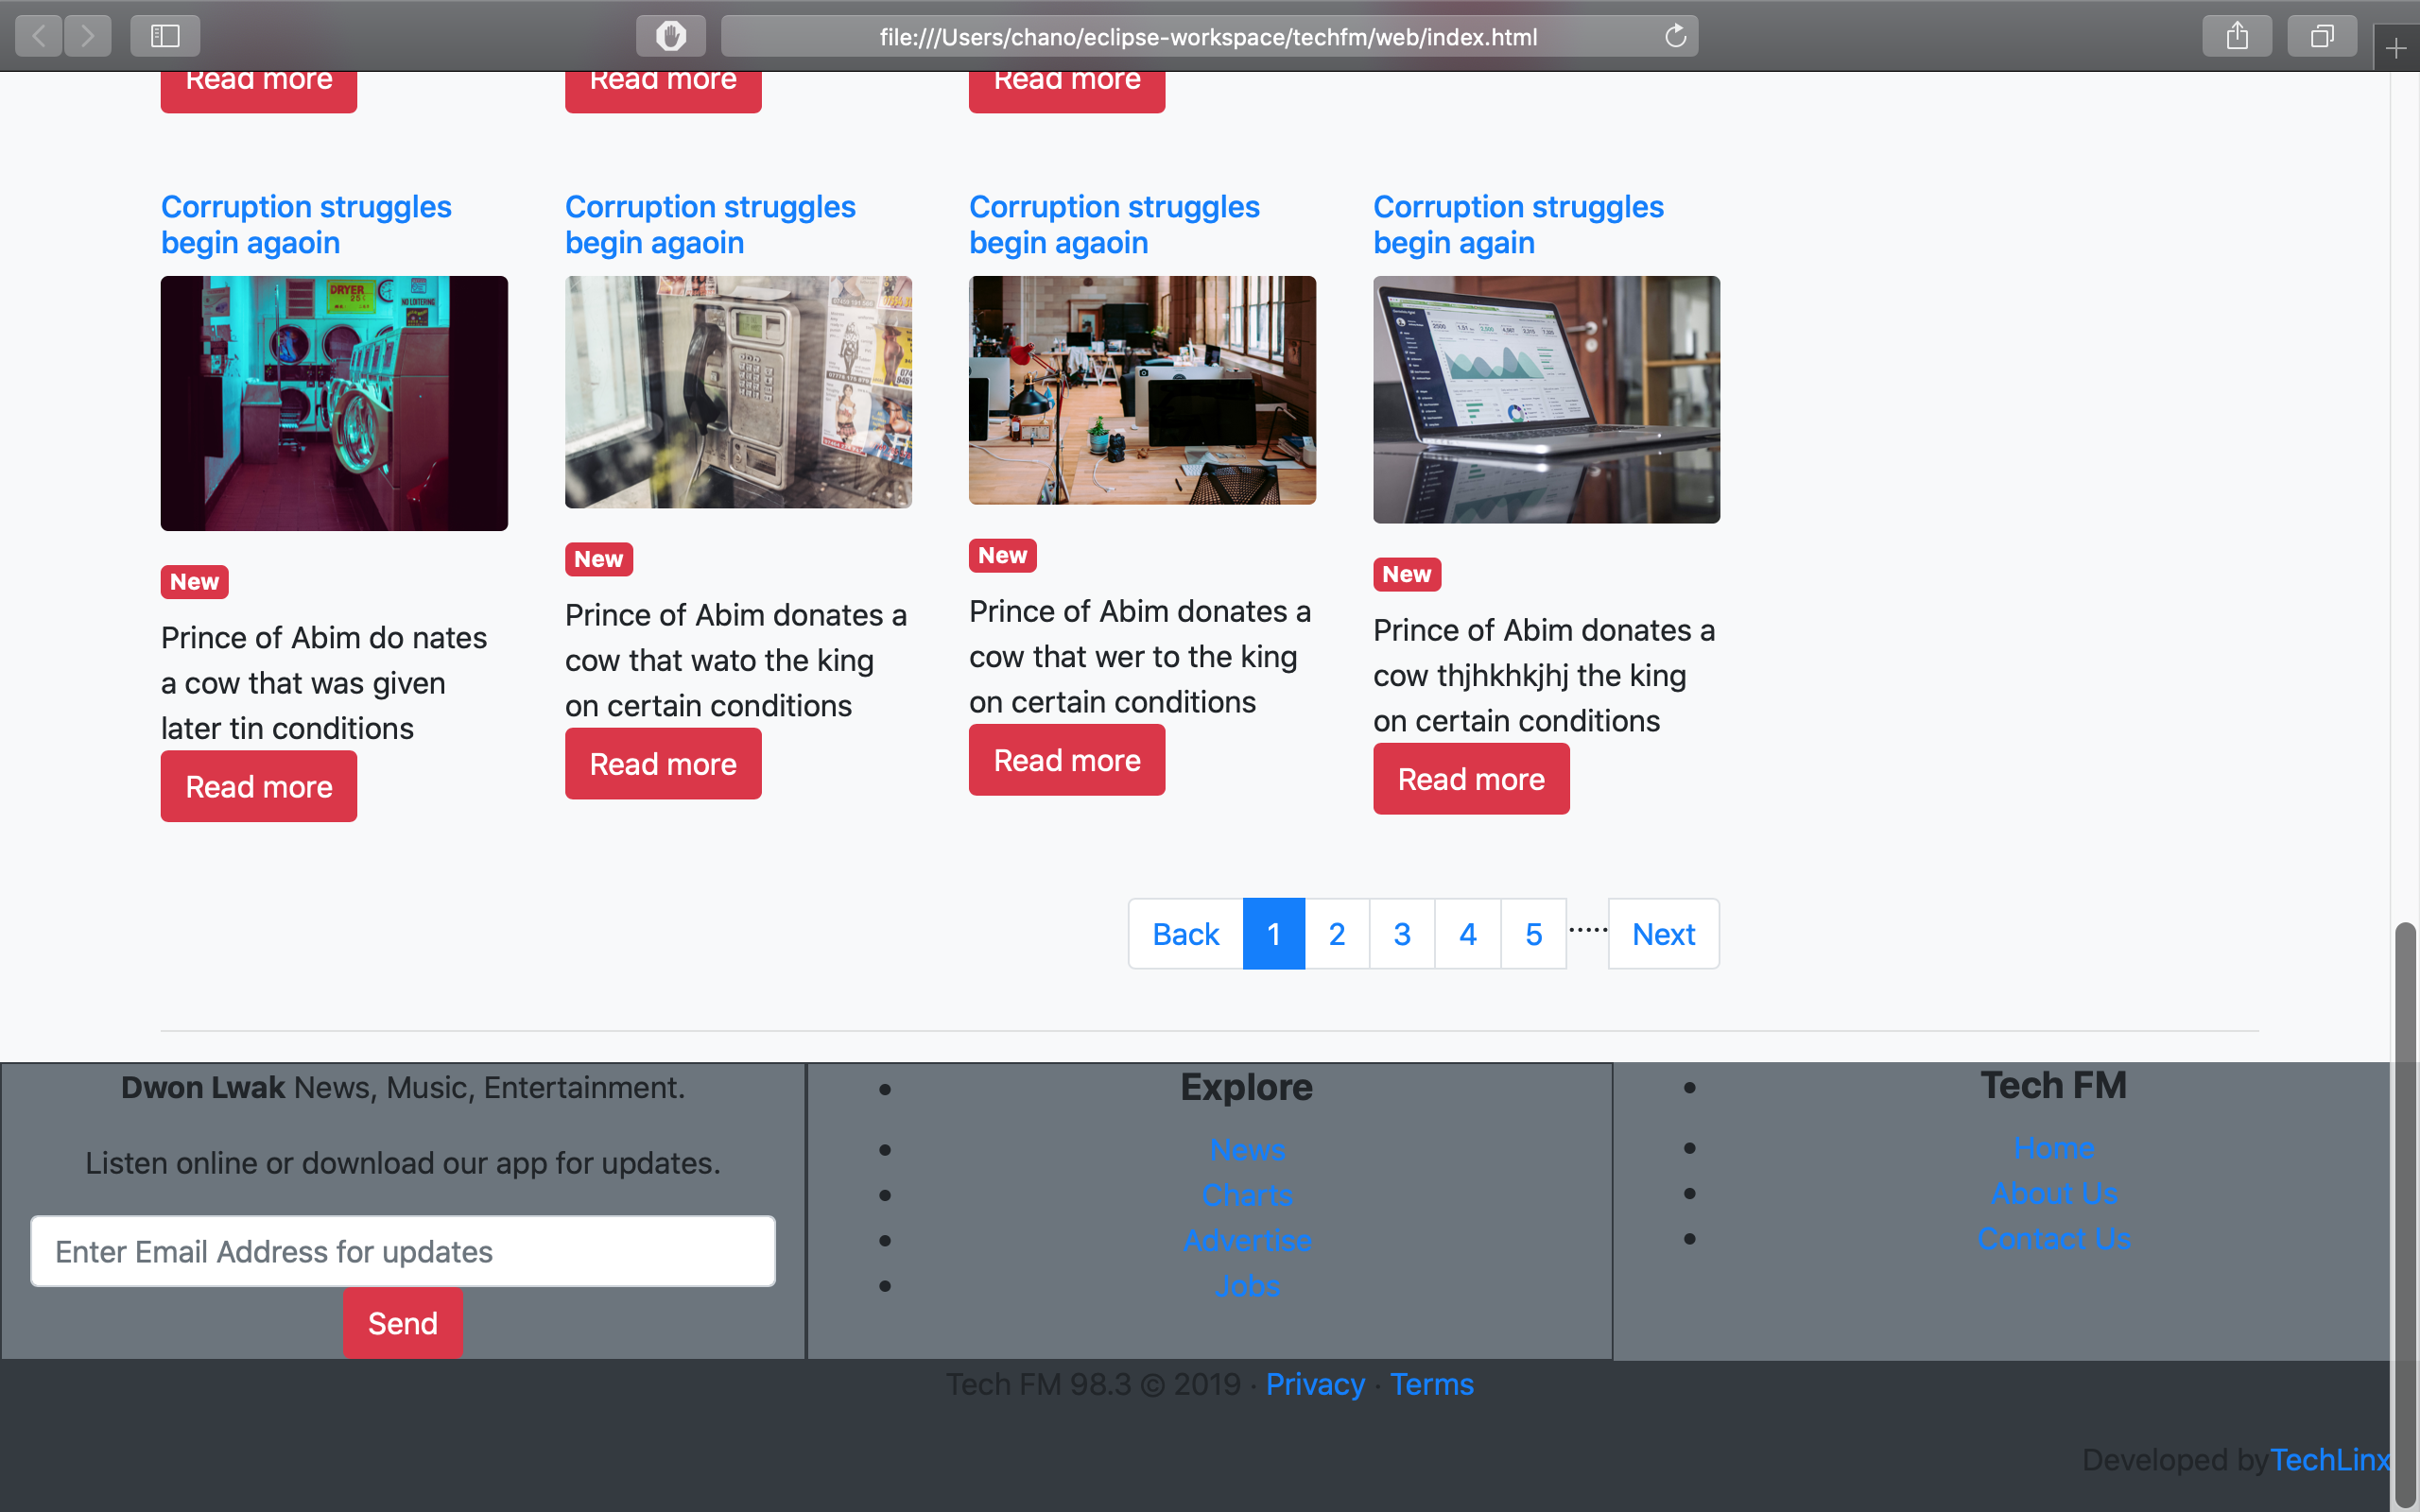 file:///Users/chano/eclipse-workspace/techfm/web/index.html
Read more
Read more
Read more
Corruption struggles
begin agaoin
DRYER
25¢
NO LOITERING
New
Prince of Abim do nates
a cow that was given
later tin conditions
Read more
Corruption struggles
begin agaoin
New
Prince of Abim donates a
cow that wato the king
on certain conditions
Read more
Corruption struggles
begin agaoin
New
Prince of Abim donates a
cow that wer to the king
on certain conditions
Read more
Corruption struggles
begin again
New
Prince of Abim donates a
cow thjhkhkjhj the king
on certain conditions
Read more
Back 1 2 3 4 5 ..... Next
Dwon Lwak News, Music, Entertainment.
Listen online or download our app for updates.
Enter Email Address for updates
Send
Explore
News
Charts
Advertise
Jobs
Tech FM
Home
About Us
Contact Us
Tech FM 98.3 © 2019 · Privacy · Terms
Developed byTechLinx